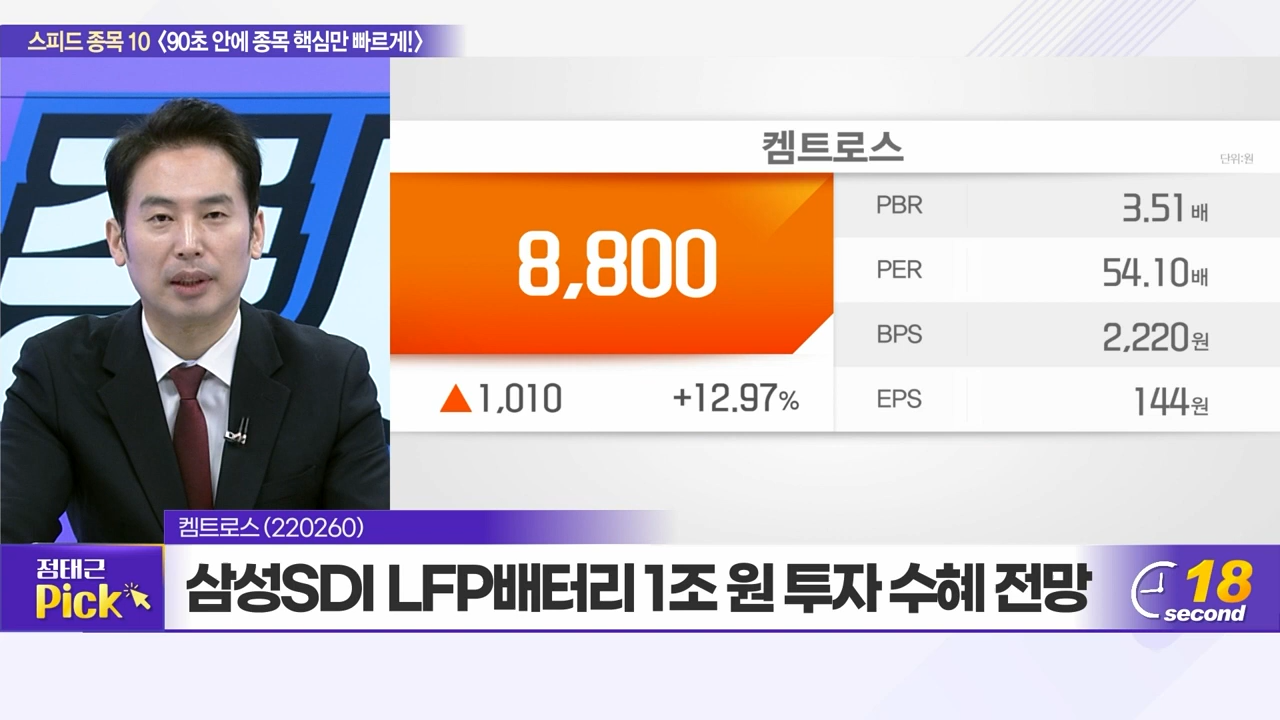 스피드 종목 10 <90초 안에 종목 핵심만 빠르게!>
켐트로스
단위:원
8,800
▲1,010 +12.97%
PBR 3.51배
PER 54.10배
BPS 2,220원
EPS 144원
켐트로스 (220260)
정태근
Pick
삼성SDI LFP배터리 1조 원 투자 수혜 전망
18
second